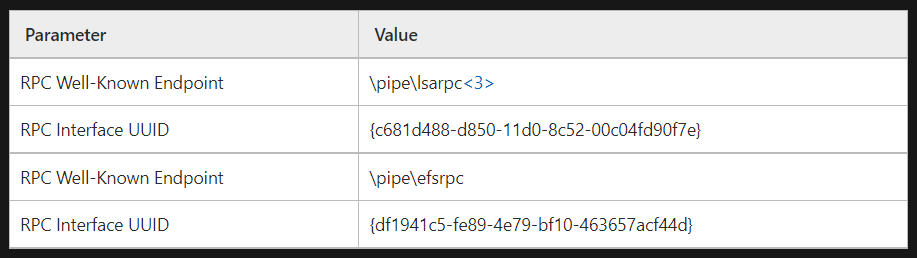 Parameter Value
RPC Well-Known Endpoint \pipe\lsarpc<3>
RPC Interface UUID {c681d488-d850-11d0-8c52-00c04fd90f7e}
RPC Well-Known Endpoint \pipe\efsrpc
RPC Interface UUID {df1941c5-fe89-4e79-bf10-463657acf44d}